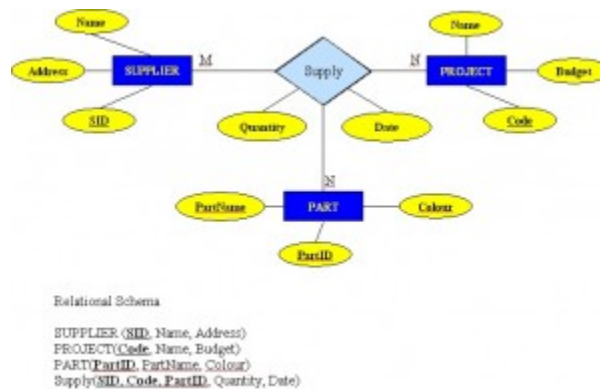 Name
Name
Address
SUPPLIER
M
Supply
N
PROJECT
Budget
SID
Quantity
Date
Code
N
PartName
PART
Colour
PartID
Relational Schema
SUPPLIER (SID, Name, Address)
PROJECT(Code, Name, Budget)
PART(PartID, PartName, Colour)
Supply(SID, Code, PartID, Quantity, Date)